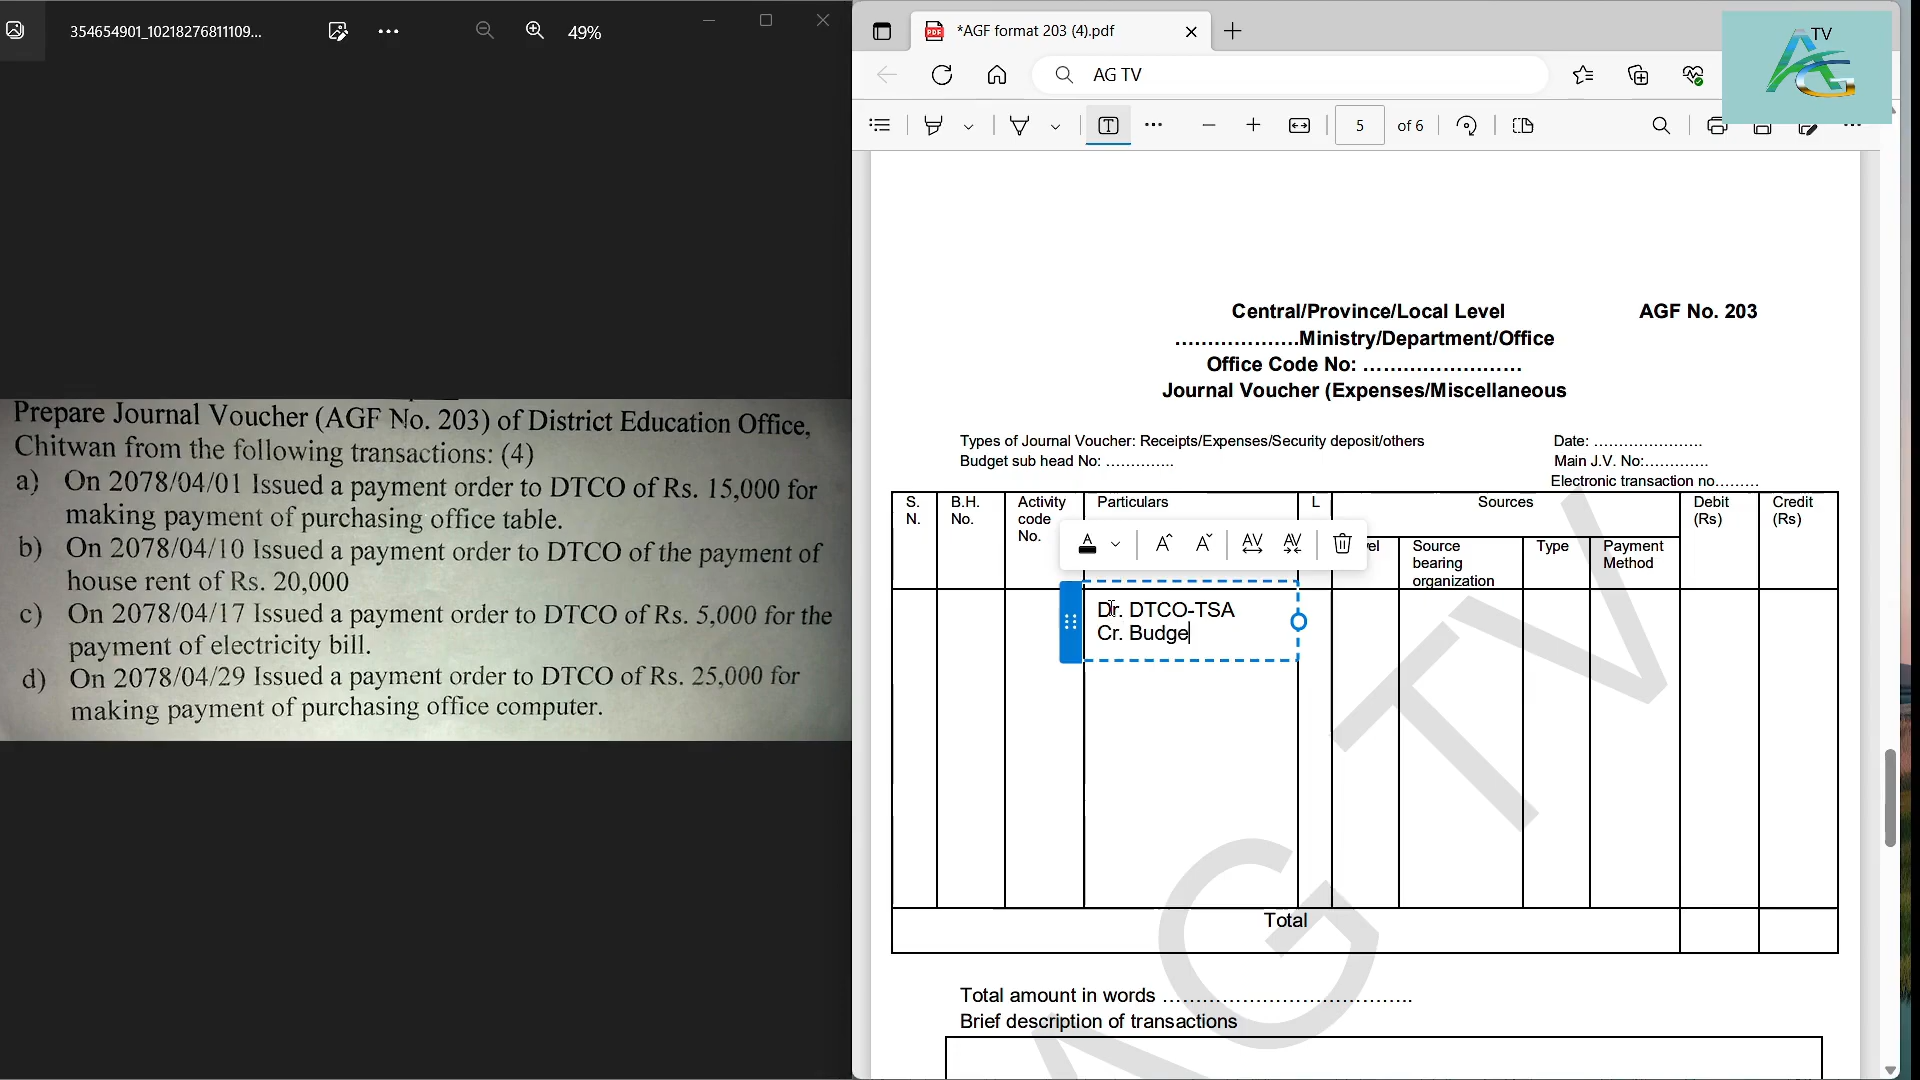 354654901_10218276811109...
49%
Prepare Journal Voucher (AGF No. 203) of District Education Office,
Chitwan from the following transactions: (4)
a) On 2078/04/01 Issued a payment order to DTCO of Rs. 15,000 for
making payment of purchasing office table.
b) On 2078/04/10 Issued a payment order to DTCO of the payment of
house rent of Rs. 20,000
c) On 2078/04/17 Issued a payment order to DTCO of Rs. 5,000 for the
payment of electricity bill.
d) On 2078/04/29 Issued a payment order to DTCO of Rs. 25,000 for
making payment of purchasing office computer.
*AGF format 203 (4).pdf
AG TV
5 of 6
TV
AG
Central/Province/Local Level AGF No. 203
………………..Ministry/Department/Office
Office Code No: ……………………
Journal Voucher (Expenses/Miscellaneous
Types of Journal Voucher: Receipts/Expenses/Security deposit/others Date: …………………
Budget sub head No: ………….. Main J.V. No:………….
Electronic transaction no………
S. N.
B.H. No.
Activity code No.
Particulars
L
Sources
Debit (Rs)
Credit (Rs)
Source bearing organization
Type
Payment Method
Dr. DTCO-TSA
Cr. Budge
Total
Total amount in words ……………………………….
Brief description of transactions
AG TV